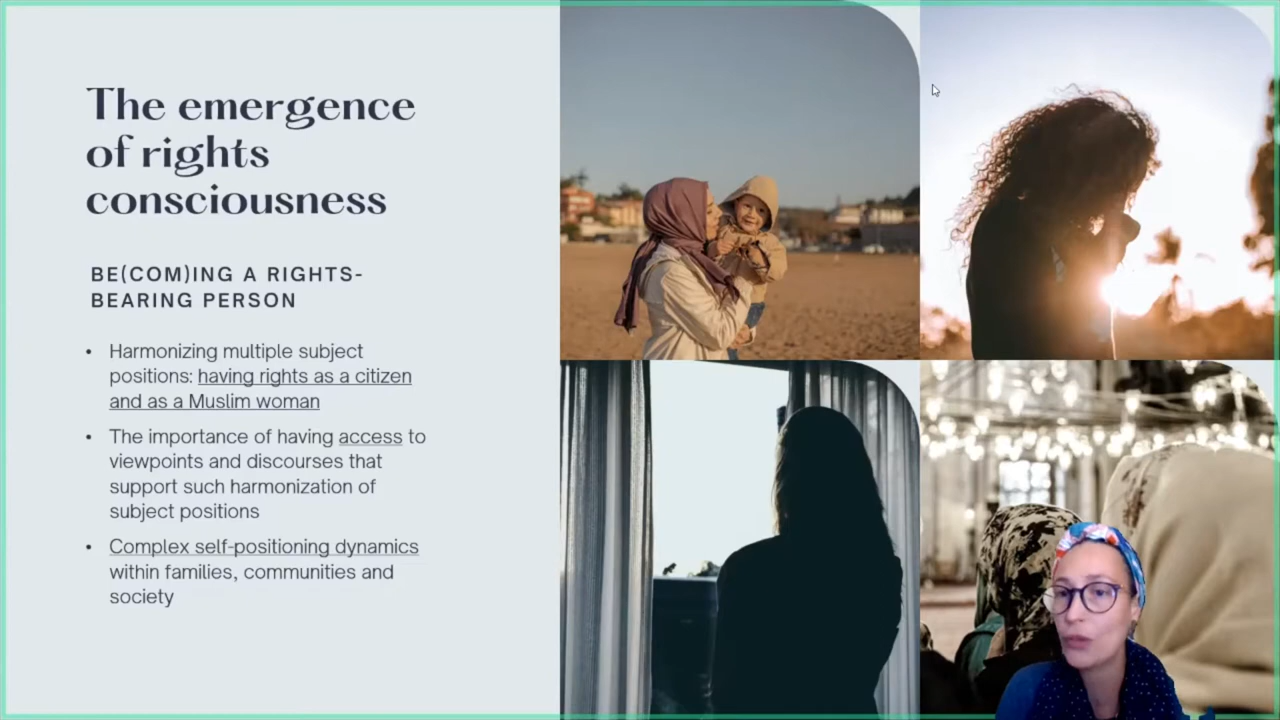 The emergence
of rights
consciousness
BE(COM)ING A RIGHTS-
BEARING PERSON
• Harmonizing multiple subject
positions: having rights as a citizen
and as a Muslim woman
• The importance of having access to
viewpoints and discourses that
support such harmonization of
subject positions
• Complex self-positioning dynamics
within families, communities and
society